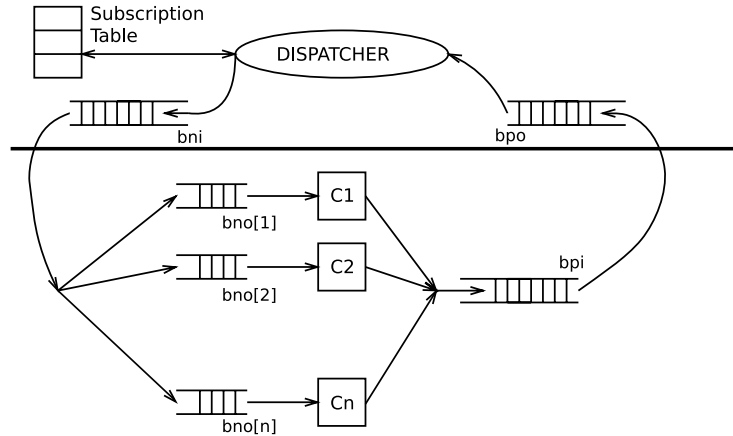 Subscription
Table
DISPATCHER
bni
bpo
C1
bno[1]
C2
bno[2]
bpi
Cn
bno[n]